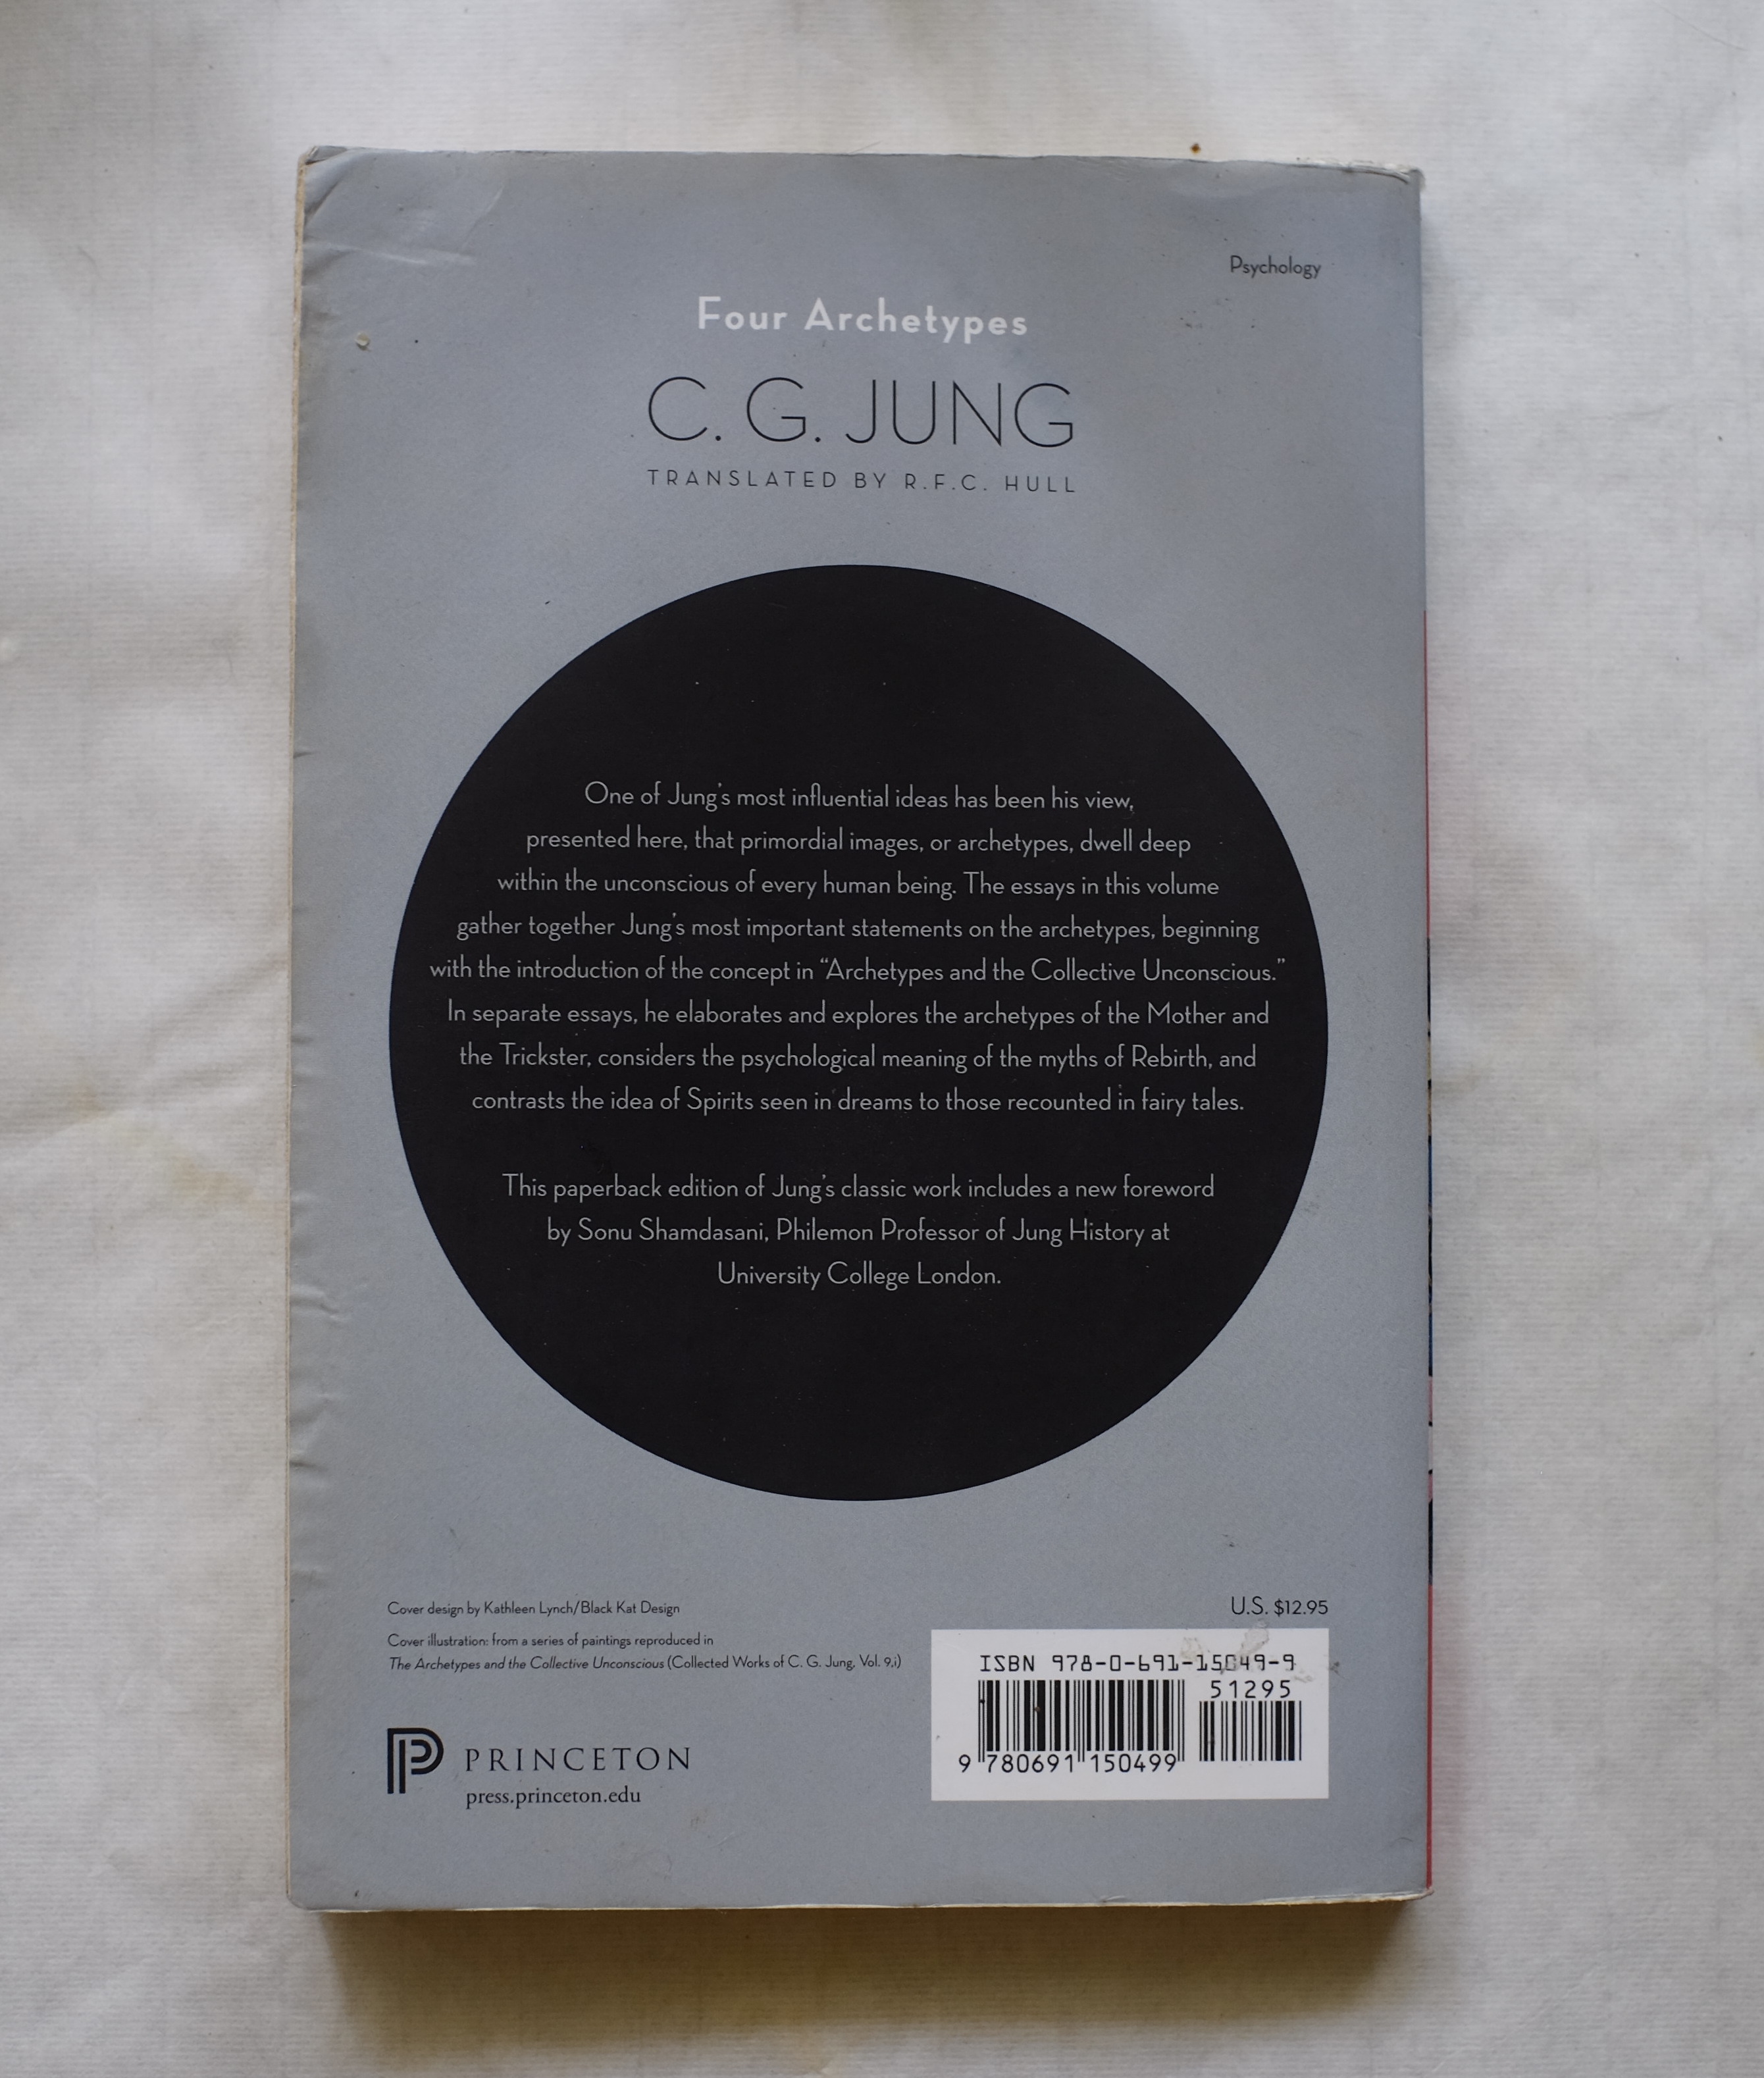 Psychology
Four Archetypes
C. G. JUNG
TRANSLATED BY R.F.C. HULL
One of Jung's most influential ideas has been his view,
presented here, that primordial images, or archetypes, dwell deep
within the unconscious of every human being. The essays in this volume
gather together Jung's most important statements on the archetypes, beginning
with the introduction of the concept in “Archetypes and the Collective Unconscious.”
In separate essays, he elaborates and explores the archetypes of the Mother and
the Trickster, considers the psychological meaning of the myths of Rebirth, and
contrasts the idea of Spirits seen in dreams to those recounted in fairy tales.
This paperback edition of Jung's classic work includes a new foreword
by Sonu Shamdasani, Philemon Professor of Jung History at
University College London.
Cover design by Kathleen Lynch/Black Kat Design
Cover illustration: from a series of paintings reproduced in
The Archetypes and the Collective Unconscious (Collected Works of C. G. Jung, Vol. 9,i)
PRINCETON
press.princeton.edu
U.S. $12.95
ISBN 978-0-691-15049-9
51295
9 780691 150499